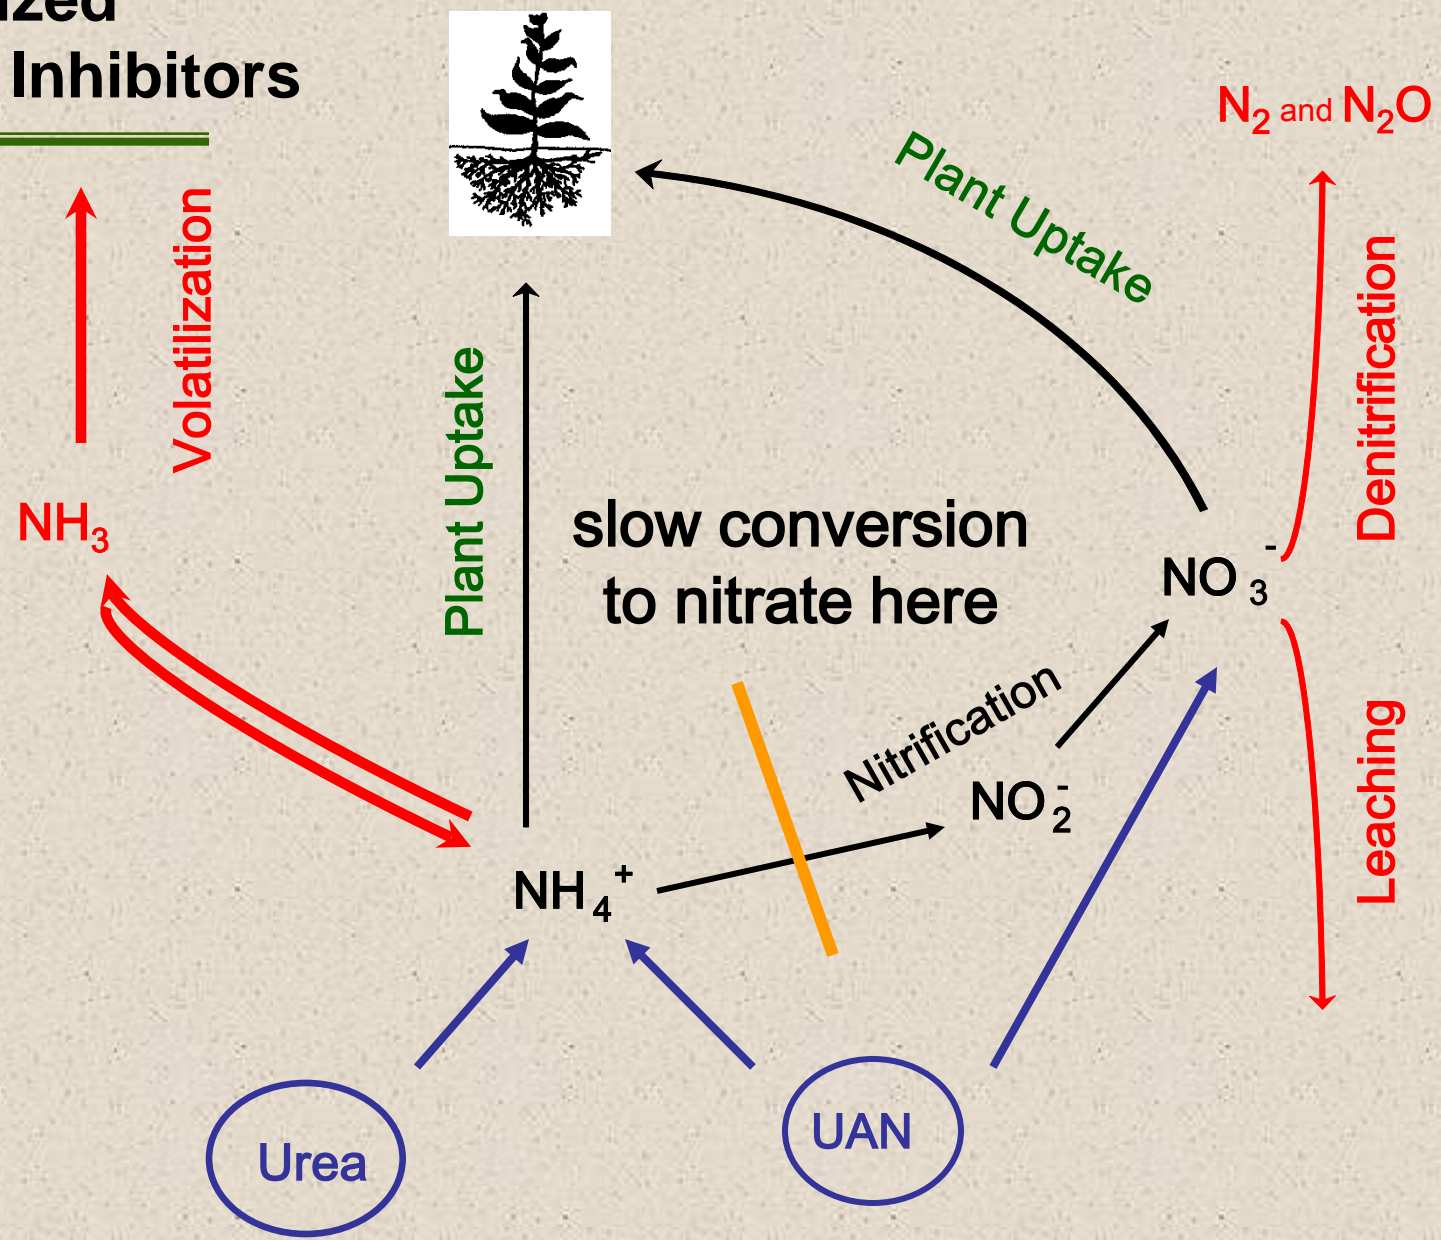 Inhibitors
N₂ and N₂O
Plant Uptake
Volatilization
Denitrification
Plant Uptake
NH₃
slow conversion
to nitrate here
NO₃⁻
Nitrification
NO₂⁻
Leaching
NH₄⁺
Urea
UAN